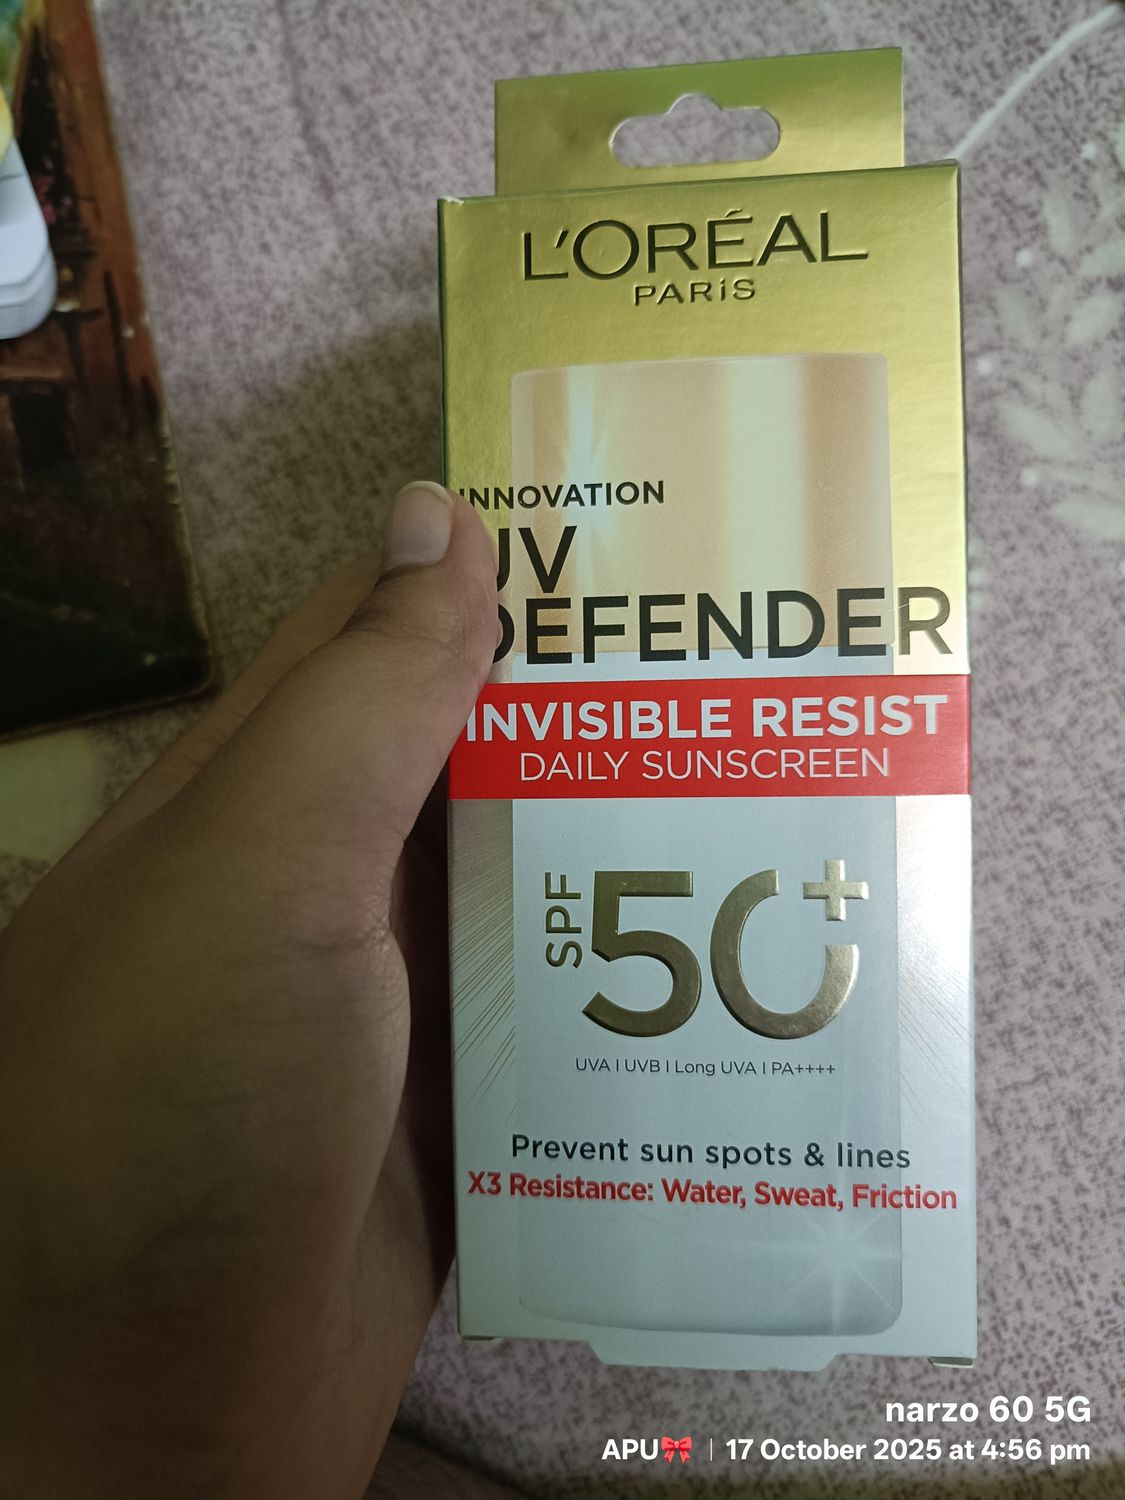 L'ORÉAL
PARiS
INNOVATION
UV
DEFENDER
INVISIBLE RESIST
DAILY SUNSCREEN
SPF 50+
UVA I UVB I Long UVA I PA++++
Prevent sun spots & lines
X3 Resistance: Water, Sweat, Friction
narzo 60 5G
APU🎀 | 17 October 2025 at 4:56 pm